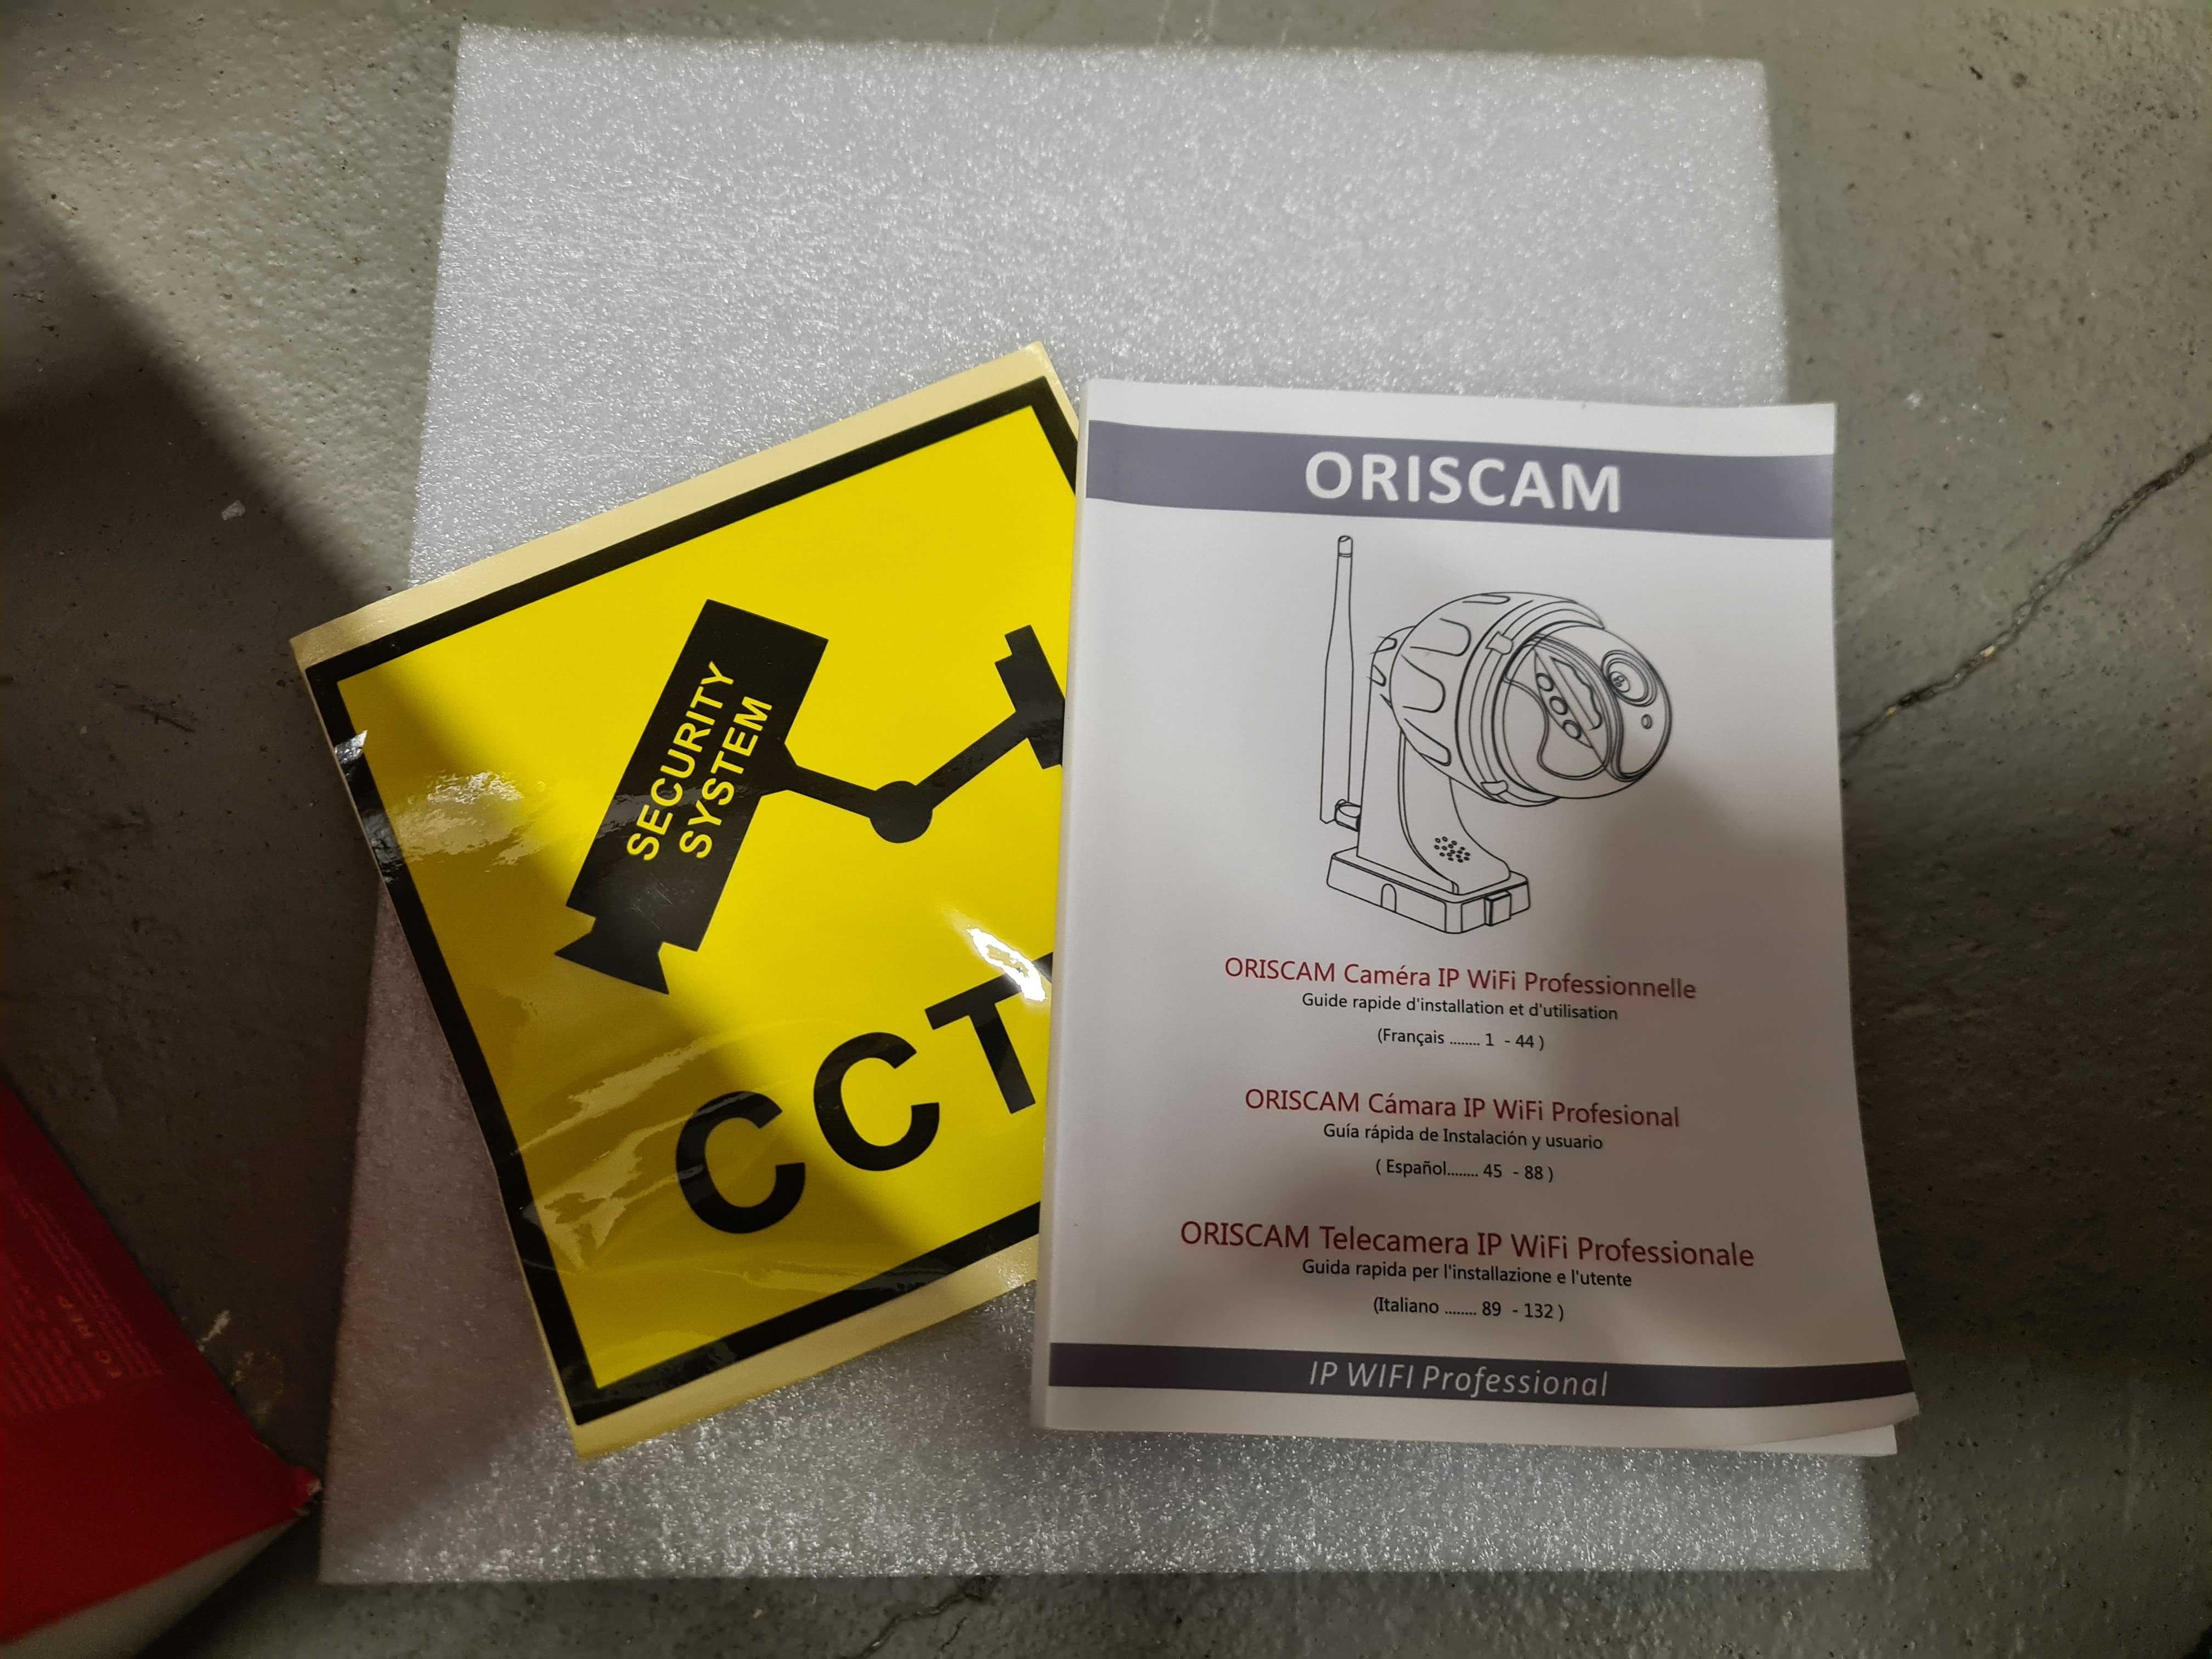 SECURITY
SYSTEM
CCT
ORISCAM
ORISCAM Caméra IP WiFi Professionnelle
Guide rapide d'installation et d'utilisation
(Français ........ 1 - 44 )
ORISCAM Cámara IP WiFi Profesional
Guía rápida de Instalación y usuario
( Español........ 45 - 88 )
ORISCAM Telecamera IP WiFi Professionale
Guida rapida per l'installazione e l'utente
(Italiano ........ 89 - 132 )
IP WIFI Professional